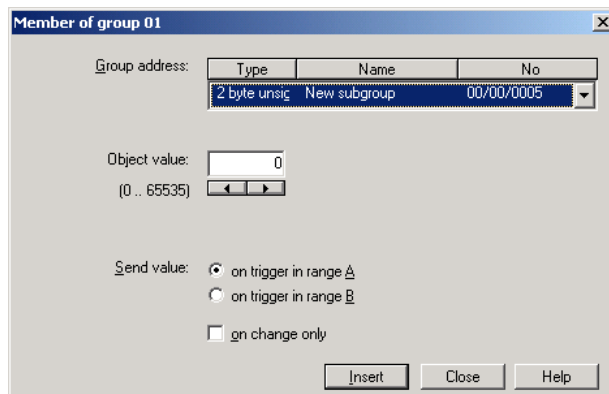 Member of group 01
Group address:
Type Name No
2 byte unsig New subgroup 00/00/0005
Object value: 0
(0 .. 65535)
Send value: on trigger in range A
on trigger in range B
on change only
Insert Close Help